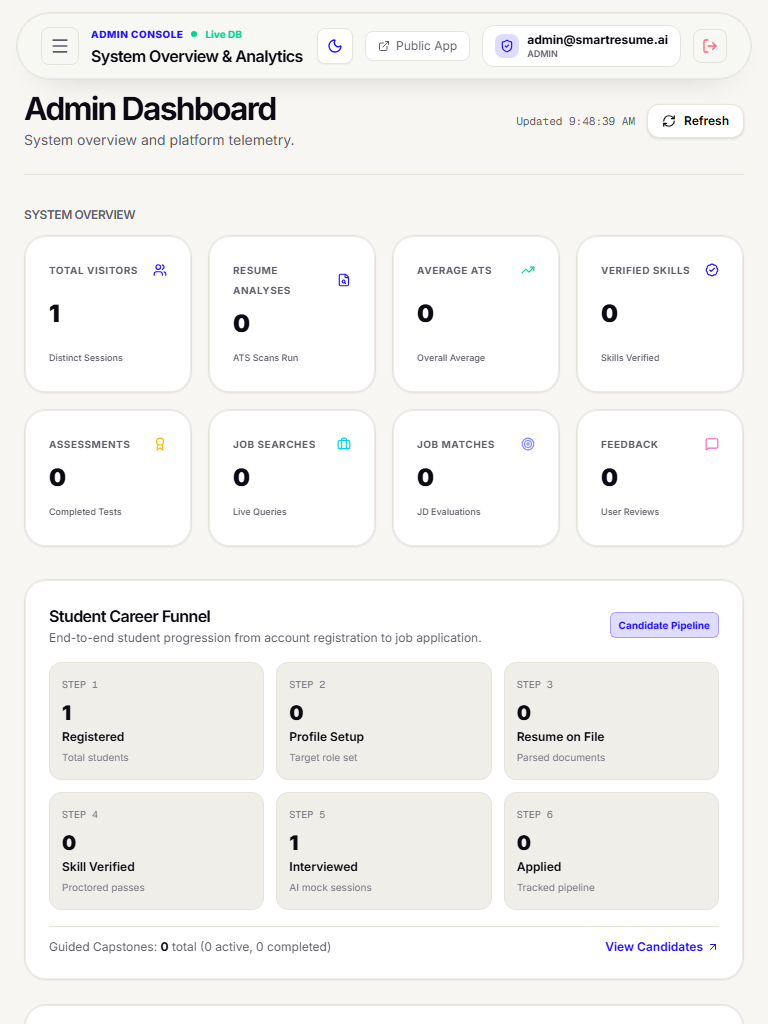 ADMIN CONSOLE Live DB
System Overview & Analytics
Public App
admin@smartresume.ai
ADMIN
Admin Dashboard
System overview and platform telemetry.
Updated 9:48:39 AM
Refresh
SYSTEM OVERVIEW
TOTAL VISITORS
1
Distinct Sessions
RESUME
ANALYSES
0
ATS Scans Run
AVERAGE ATS
0
Overall Average
VERIFIED SKILLS
0
Skills Verified
ASSESSMENTS
0
Completed Tests
JOB SEARCHES
0
Live Queries
JOB MATCHES
0
JD Evaluations
FEEDBACK
0
User Reviews
Student Career Funnel
End-to-end student progression from account registration to job application.
Candidate Pipeline
STEP 1
1
Registered
Total students
STEP 2
0
Profile Setup
Target role set
STEP 3
0
Resume on File
Parsed documents
STEP 4
0
Skill Verified
Proctored passes
STEP 5
1
Interviewed
AI mock sessions
STEP 6
0
Applied
Tracked pipeline
Guided Capstones: 0 total (0 active, 0 completed)
View Candidates